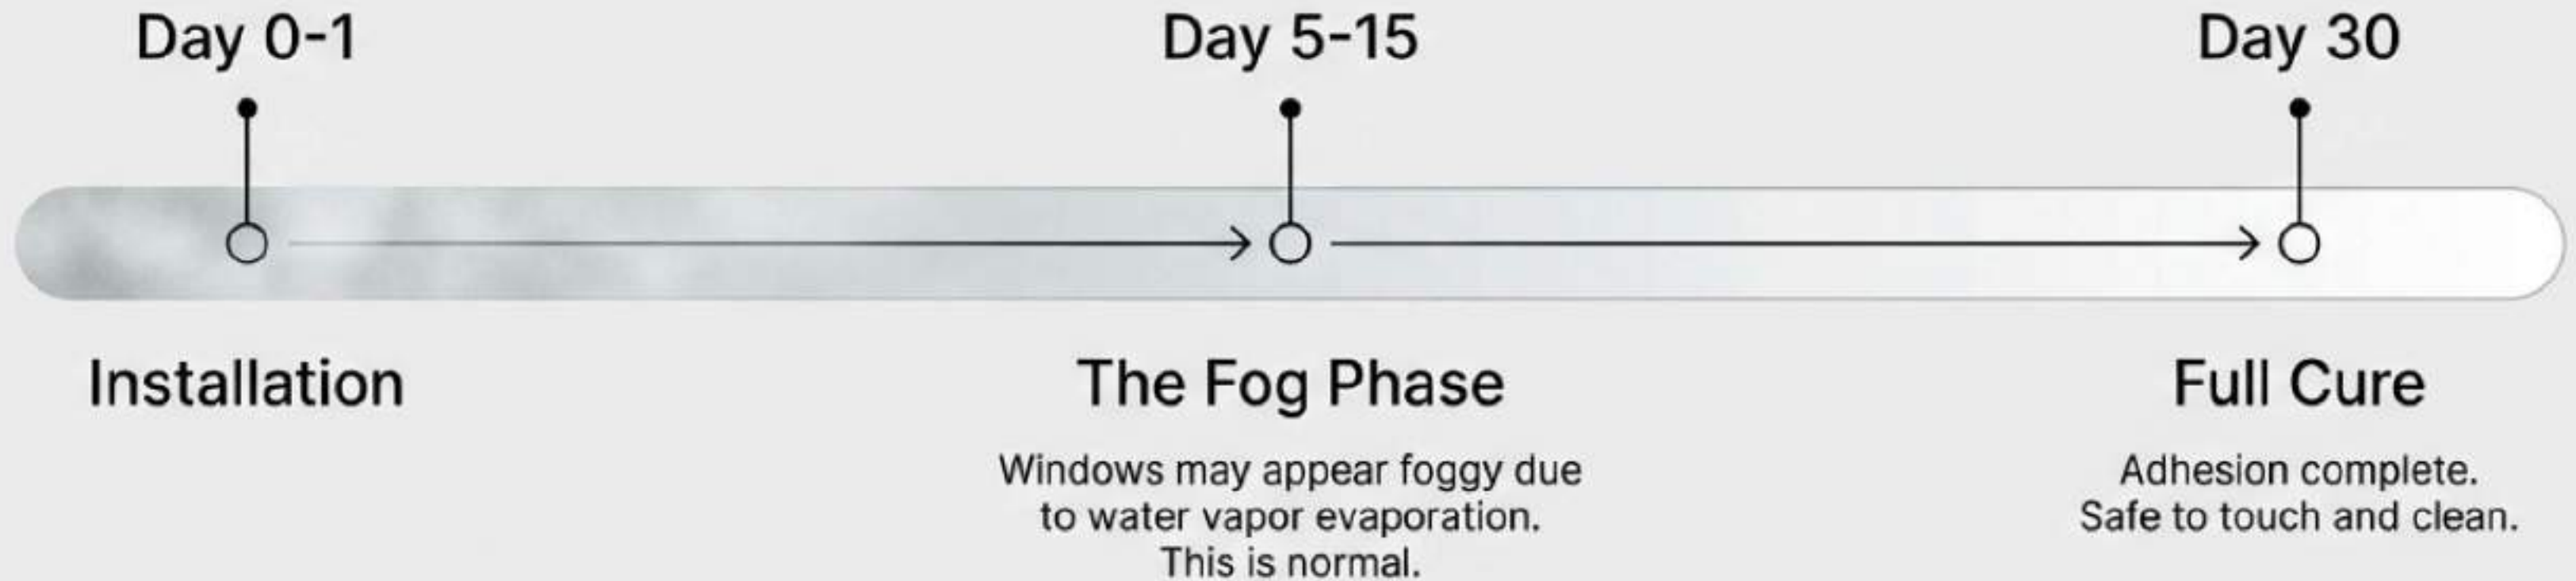 Day 0-1
Day 5-15
Day 30
Installation
The Fog Phase
Full Cure
Windows may appear foggy due
to water vapor evaporation.
This is normal.
Adhesion complete.
Safe to touch and clean.